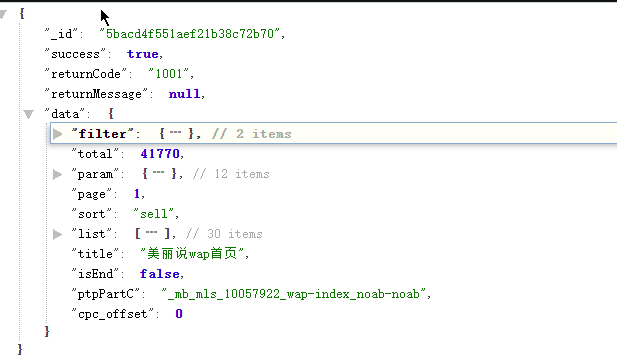 {
"_id": "5bacd4f551aef21b38c72b70",
"success": true,
"returnCode": "1001",
"returnMessage": null,
"data": {
"filter": { ... }, // 2 items
"total": 41770,
"param": { ... }, // 12 items
"page": 1,
"sort": "sell",
"list": [ ... ], // 30 items
"title": "美丽说wap首页",
"isEnd": false,
"ptpPartC": "_mb_mls_10057922_wap-index_noab-noab",
"cpc_offset": 0
}
}